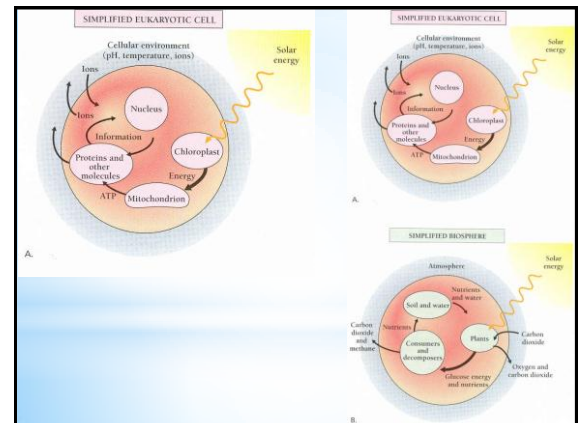 SIMPLIFIED EUKARYOTIC CELL
Cellular environment
(pH, temperature, ions)
Solar
energy
Ions
Ions
Nucleus
Information
Proteins and
other
molecules
Chloroplast
Energy
ATP
Mitochondrion
A.
SIMPLIFIED EUKARYOTIC CELL
Cellular environment
(pH, temperature, ions)
Solar
energy
Ions
Ions
Nucleus
Information
Proteins and
other
molecules
Chloroplast
Energy
ATP
Mitochondrion
A.
SIMPLIFIED BIOSPHERE
Solar
energy
Atmosphere
Nutrients
and water
Soil and water
Carbon
dioxide
and
methane
Nutrients
Plants
Carbon
dioxide
Consumers
and
decomposers
Glucose energy
and nutrients
Oxygen and
carbon dioxide
B.